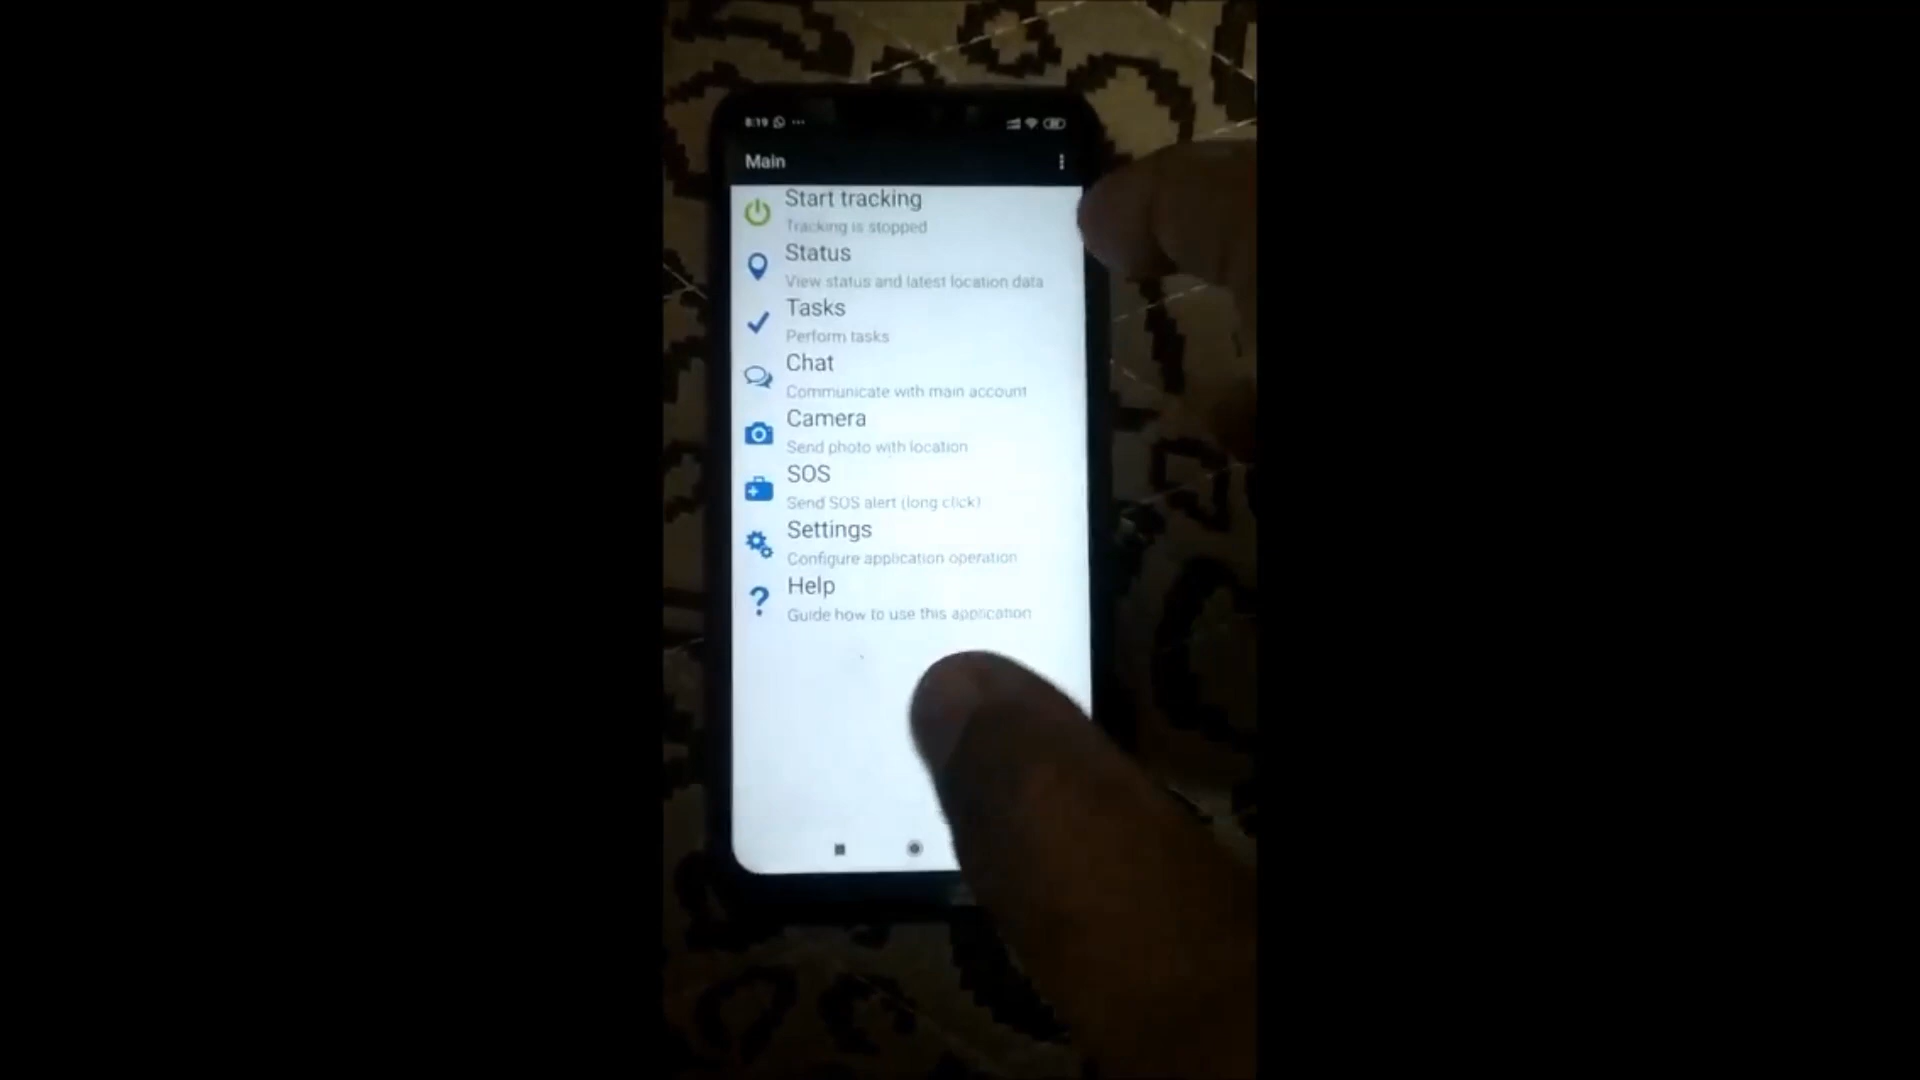 8:19
Main
Start tracking
Tracking is stopped
Status
View status and latest location data
Tasks
Perform tasks
Chat
Communicate with main account
Camera
Send photo with location
SOS
Send SOS alert (long click)
Settings
Configure application operation
Help
Guide how to use this application